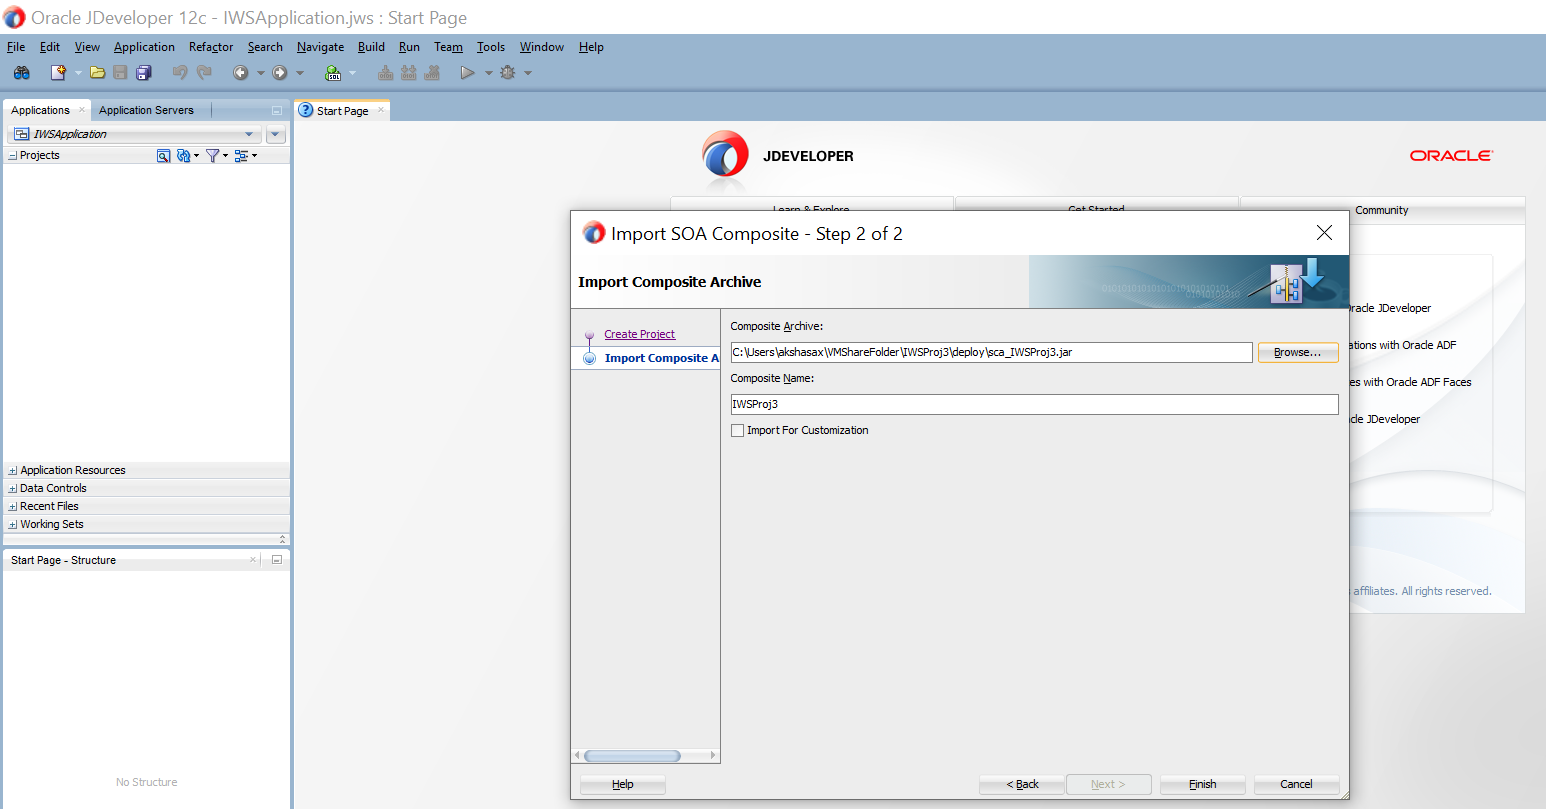 Oracle JDeveloper 12c - IWSApplication.jws : Start Page
File Edit View Application Refactor Search Navigate Build Run Team Tools Window Help
Applications Application Servers
Start Page
IWSApplication
Projects
JDEVELOPER
ORACLE
Learn & Explore Get Started Community
Import SOA Composite - Step 2 of 2
Import Composite Archive
Create Project
Import Composite A
Composite Archive:
C:\Users\akshasax\VMShareFolder\IWSProj3\deploy\sca_IWSProj3.jar
Browse...
Composite Name:
IWSProj3
Import For Customization
Oracle JDeveloper
ations with Oracle ADF
es with Oracle ADF Faces
cle JDeveloper
affiliates. All rights reserved.
Application Resources
Data Controls
Recent Files
Working Sets
Start Page - Structure
No Structure
Help < Back Next > Finish Cancel